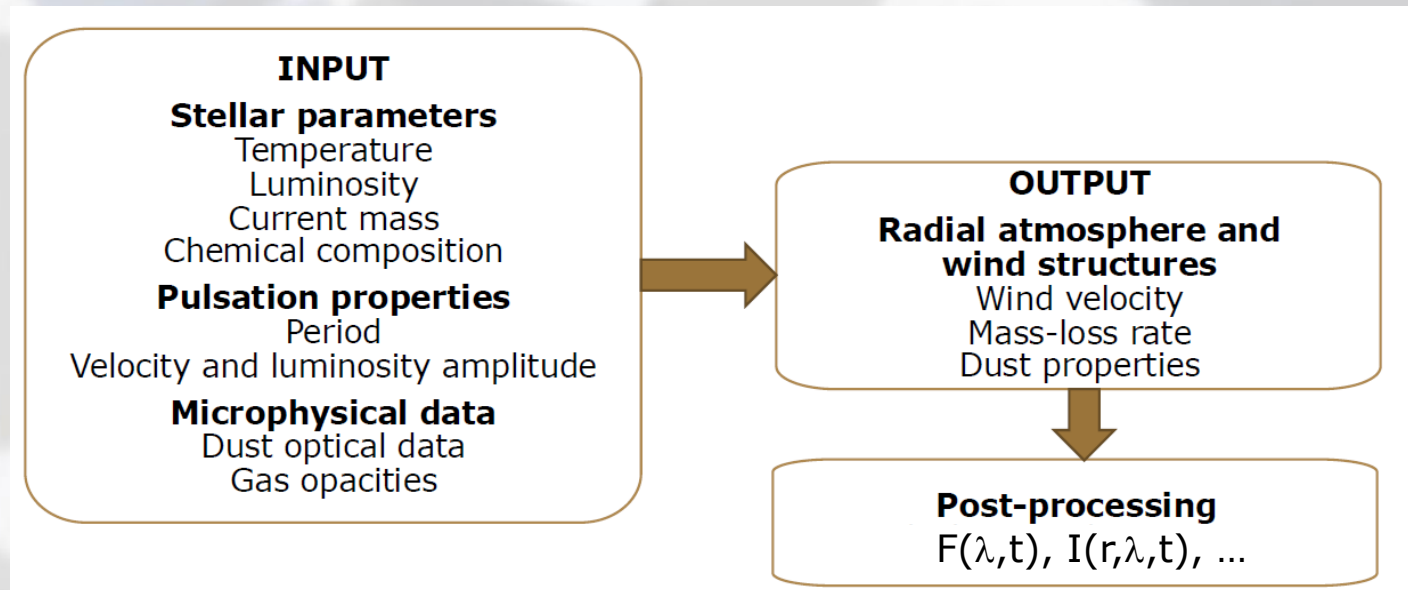 INPUT
Stellar parameters
Temperature
Luminosity
Current mass
Chemical composition
Pulsation properties
Period
Velocity and luminosity amplitude
Microphysical data
Dust optical data
Gas opacities
OUTPUT
Radial atmosphere and
wind structures
Wind velocity
Mass-loss rate
Dust properties
Post-processing
F(λ,t), I(r,λ,t), ...